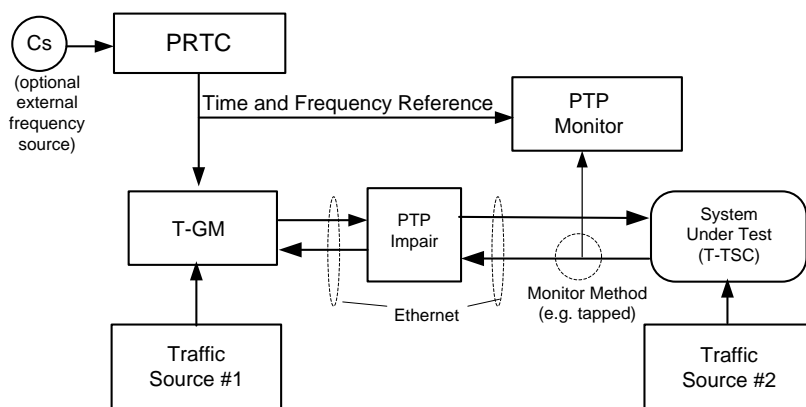 Cs
PRTC
(optional
external
frequency
source)
Time and Frequency Reference
PTP
Monitor
T-GM
PTP
Impair
System
Under Test
(T-TSC)
Ethernet
Monitor Method
(e.g. tapped)
Traffic
Source #1
Traffic
Source #2